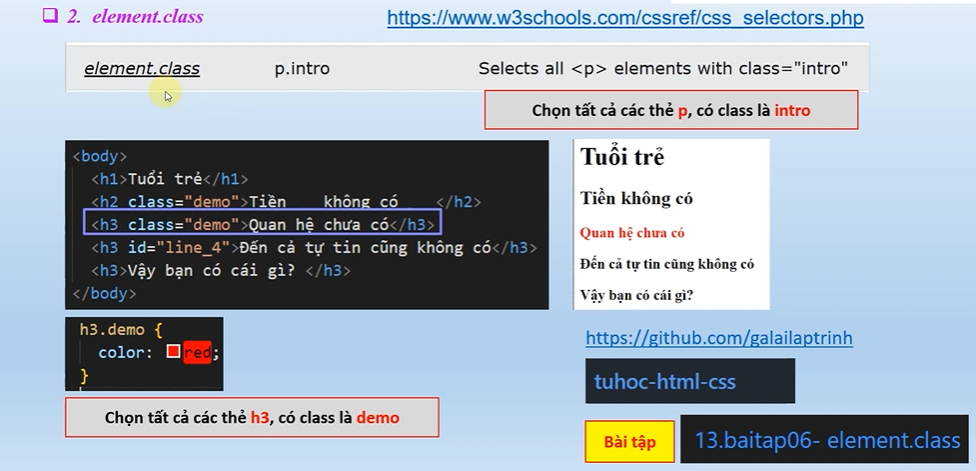 2. element.class
https://www.w3schools.com/cssref/css_selectors.php
element.class p.intro Selects all <p> elements with class="intro"
Chọn tất cả các thẻ p, có class là intro
<body>
<h1>Tuổi trẻ</h1>
<h2 class="demo">Tiền không có </h2>
<h3 class="demo">Quan hệ chưa có</h3>
<h3 id="line_4">Đến cả tự tin cũng không có</h3>
<h3>Vậy bạn có cái gì? </h3>
</body>
Tuổi trẻ
Tiền không có
Quan hệ chưa có
Đến cả tự tin cũng không có
Vậy bạn có cái gì?
h3.demo {
color: red;
}
Chọn tất cả các thẻ h3, có class là demo
https://github.com/galailaptrinh
tuhoc-html-css
Bài tập
13.baitap06- element.class